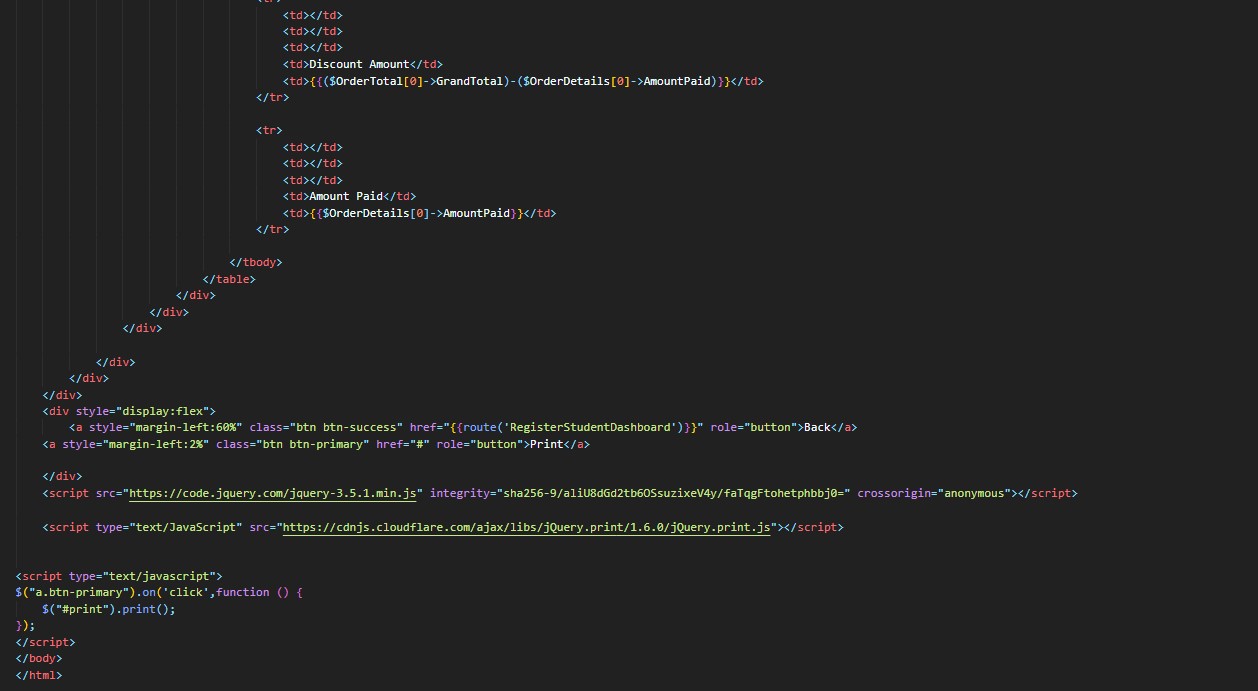 <td></td>
<td></td>
<td></td>
<td>Discount Amount</td>
<td>{{($OrderTotal[0]->GrandTotal)-($OrderDetails[0]->AmountPaid)}}</td>
</tr>
<tr>
<td></td>
<td></td>
<td></td>
<td>Amount Paid</td>
<td>{{$OrderDetails[0]->AmountPaid}}</td>
</tr>
</tbody>
</table>
</div>
</div>
</div>
</div>
</div>
</div>
<div style="display:flex">
<a style="margin-left:60%" class="btn btn-success" href="{{route('RegisterStudentDashboard')}}" role="button">Back</a>
<a style="margin-left:2%" class="btn btn-primary" href="#" role="button">Print</a>
</div>
<script src="https://code.jquery.com/jquery-3.5.1.min.js" integrity="sha256-9/aliU8dGd2tb6OSsuzixeV4y/faTqgFtohetphbbj0=" crossorigin="anonymous"></script>
<script type="text/JavaScript" src="https://cdnjs.cloudflare.com/ajax/libs/jQuery.print/1.6.0/jQuery.print.js"></script>
<script type="text/javascript">
$("a.btn-primary").on('click',function () {
$("#print").print();
});
</script>
</body>
</html>